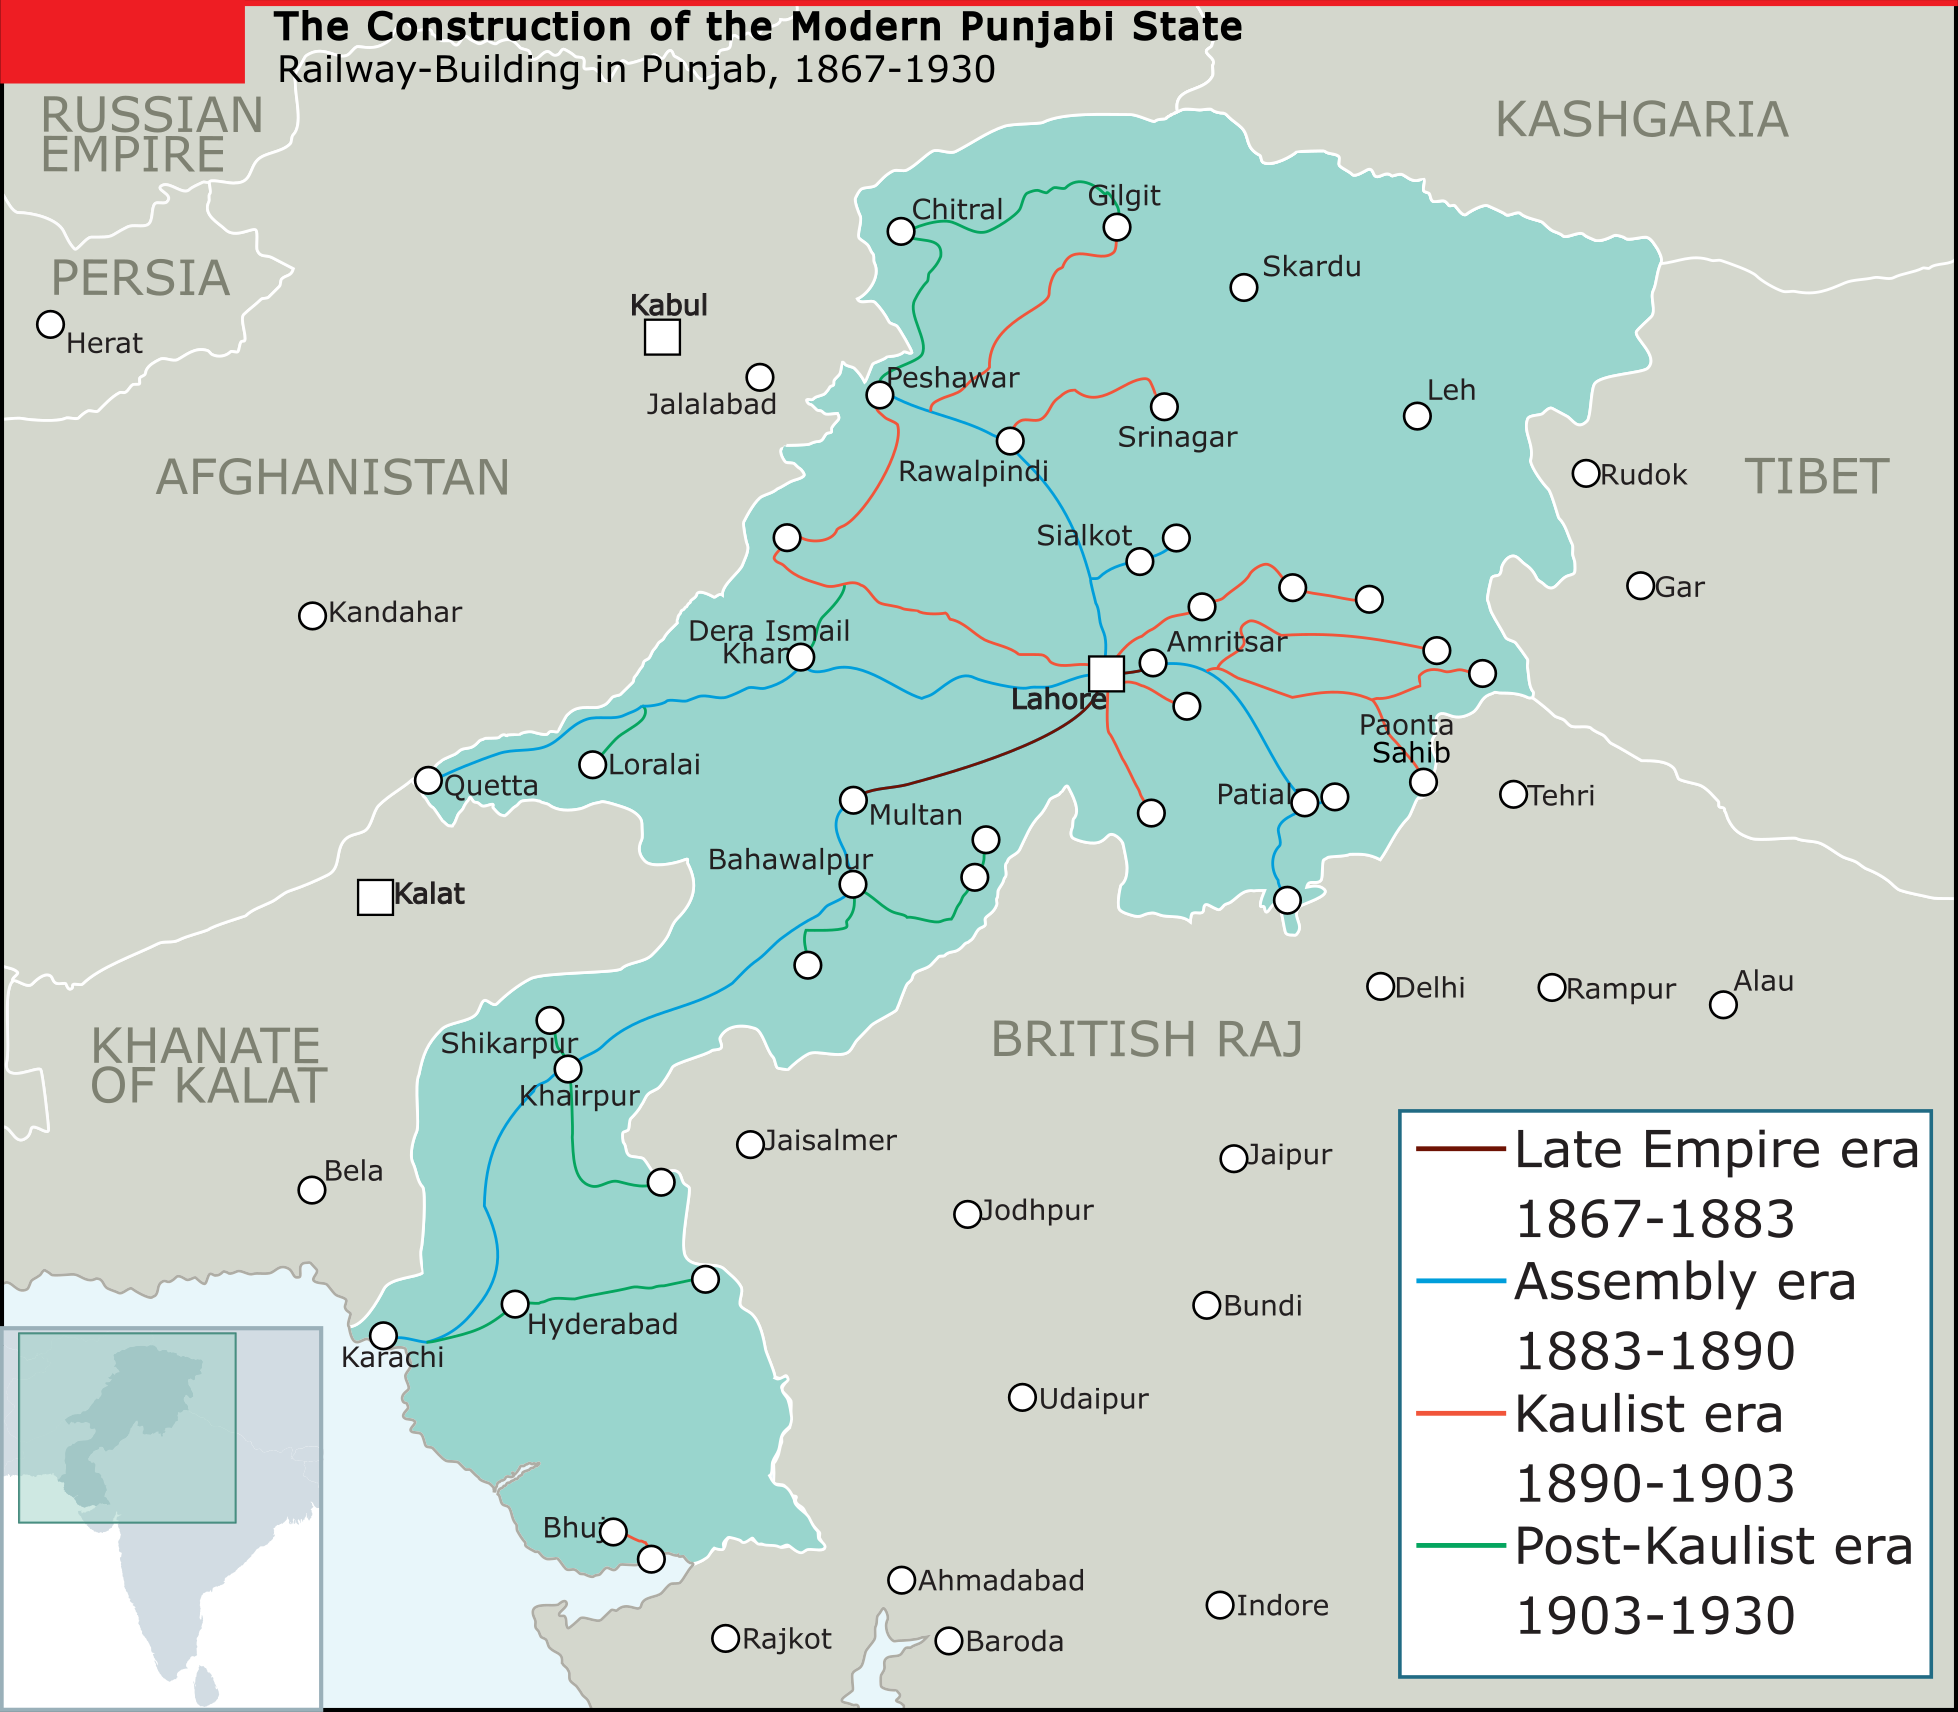 The Construction of the Modern Punjabi State
Railway-Building in Punjab, 1867-1930
RUSSIAN
EMPIRE
KASHGARIA
PERSIA
Herat
Kabul
Jalalabad
Chitral
Gilgit
Skardu
Peshawar
Leh
Srinagar
Rawalpindi
AFGHANISTAN
Rudok
TIBET
Sialkot
Gar
Kandahar
Dera Ismail
Khan
Amritsar
Lahore
Paonta
Sahib
Loralai
Quetta
Multan
Patial
Tehri
Bahawalpur
Kalat
Delhi
Rampur
Alau
KHANATE
OF KALAT
Shikarpur
Khairpur
BRITISH RAJ
Jaisalmer
Jaipur
Bela
Jodhpur
Bundi
Hyderabad
Karachi
Udaipur
Bhuj
Ahmadabad
Indore
Rajkot
Baroda
Late Empire era
1867-1883
Assembly era
1883-1890
Kaulist era
1890-1903
Post-Kaulist era
1903-1930